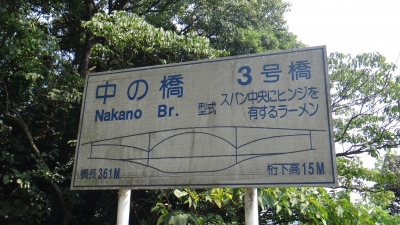 中の橋 3号橋
Nakano Br. 型式 スパン中央にヒンジを
有するラーメン
橋長361M 桁下高15M